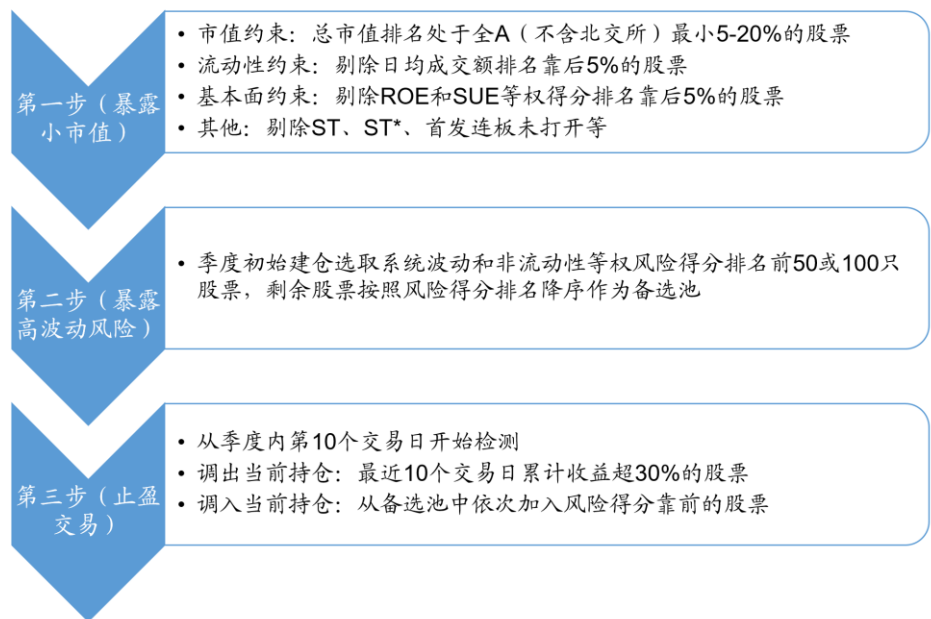 第一步（暴露
小市值）
• 市值约束：总市值排名处于全A（不含北交所）最小5-20%的股票
• 流动性约束：剔除日均成交额排名靠后5%的股票
• 基本面约束：剔除ROE和SUE等权得分排名靠后5%的股票
• 其他：剔除ST、ST*、首发连板未打开等
第二步（暴露
高波动风险）
• 季度初始建仓选取系统波动和非流动性等权风险得分排名前50或100只
股票，剩余股票按照风险得分排名降序作为备选池
第三步（止盈
交易）
• 从季度内第10个交易日开始检测
• 调出当前持仓：最近10个交易日累计收益超30%的股票
• 调入当前持仓：从备选池中依次加入风险得分靠前的股票